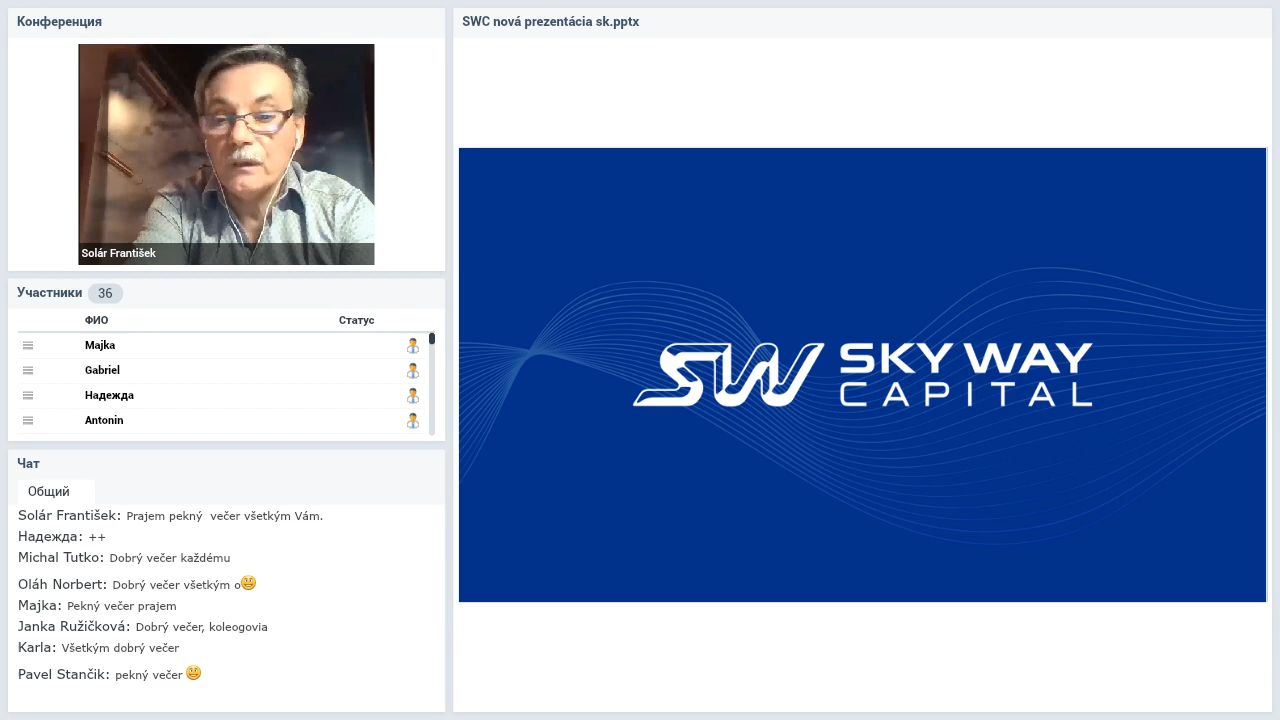 Конференция
Solár František
Участники 36
ФИО Статус
Majka
Gabriel
Надежда
Antonin
Чат
Общий
Solár František: Prajem pekný večer všetkým Vám.
Надежда: ++
Michal Tutko: Dobrý večer každému
Oláh Norbert: Dobrý večer všetkým o
Majka: Pekný večer prajem
Janka Ružičková: Dobrý večer, koleogovia
Karla: Všetkým dobrý večer
Pavel Stančik: pekný večer
SWC nová prezentácia sk.pptx
SW SKY WAY
CAPITAL